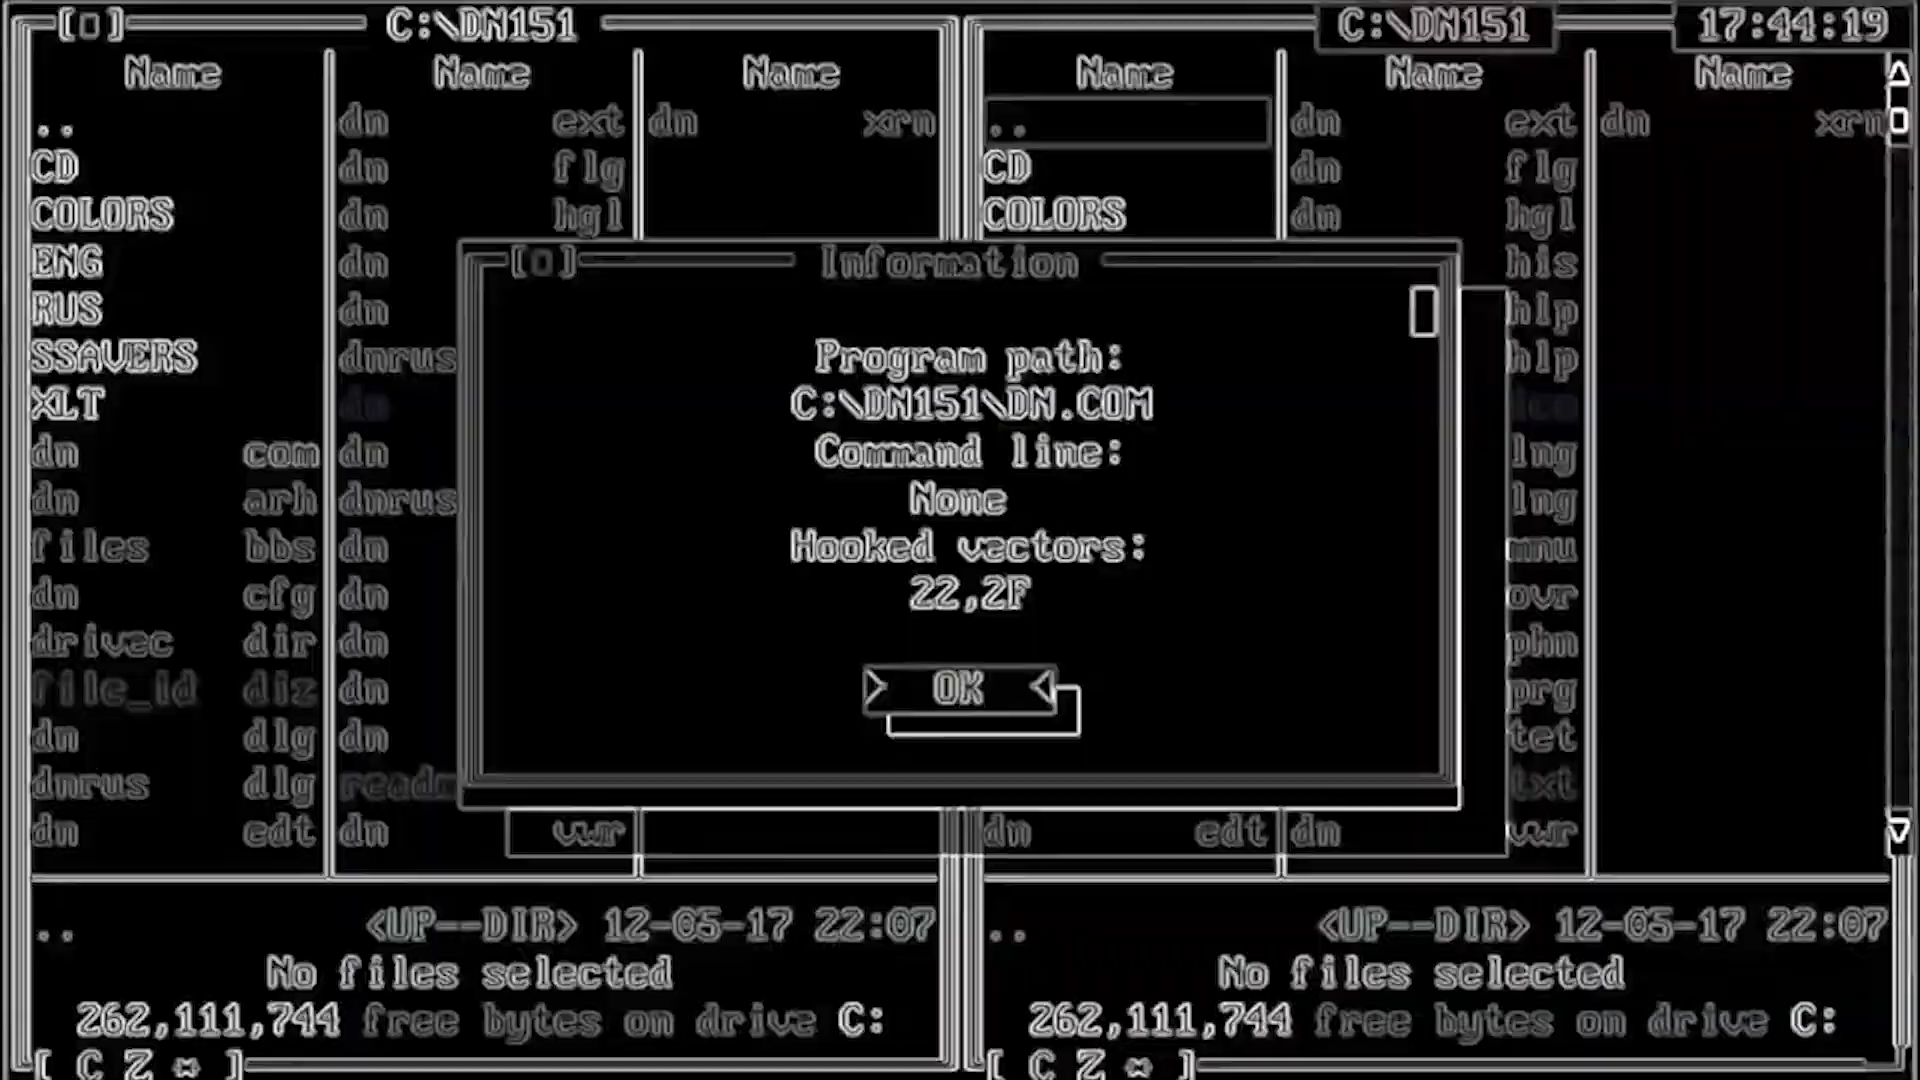 [ ] C:\DN151 C:\DN151 17:44:19
Name Name Name Name Name Name
.. dn ext dn xrn .. dn ext dn xrn
CD dn flg CD dn flg
COLORS dn hgl COLORS dn hgl
ENG dn [ ] Information his
RUS dn hlp
SSAVERS dnrus Program path: hlp
XLT dn C:\DN151\DN.COM
dn com dn Command line: lng
dn arh dnrus None lng
files bbs dn Hooked vectors: mnu
dn cfg dn 22,2F ovr
drivec dir dn phn
file_id diz dn OK prg
dn dlg dn tet
dnrus dlg readm txt
dn edt dn vwr dn edt dn vwr
.. <UP--DIR> 12-05-17 22:07 .. <UP--DIR> 12-05-17 22:07
No files selected No files selected
262,111,744 free bytes on drive C: 262,111,744 free bytes on drive C:
[ C Z ¤ ] [ C Z ¤ ]